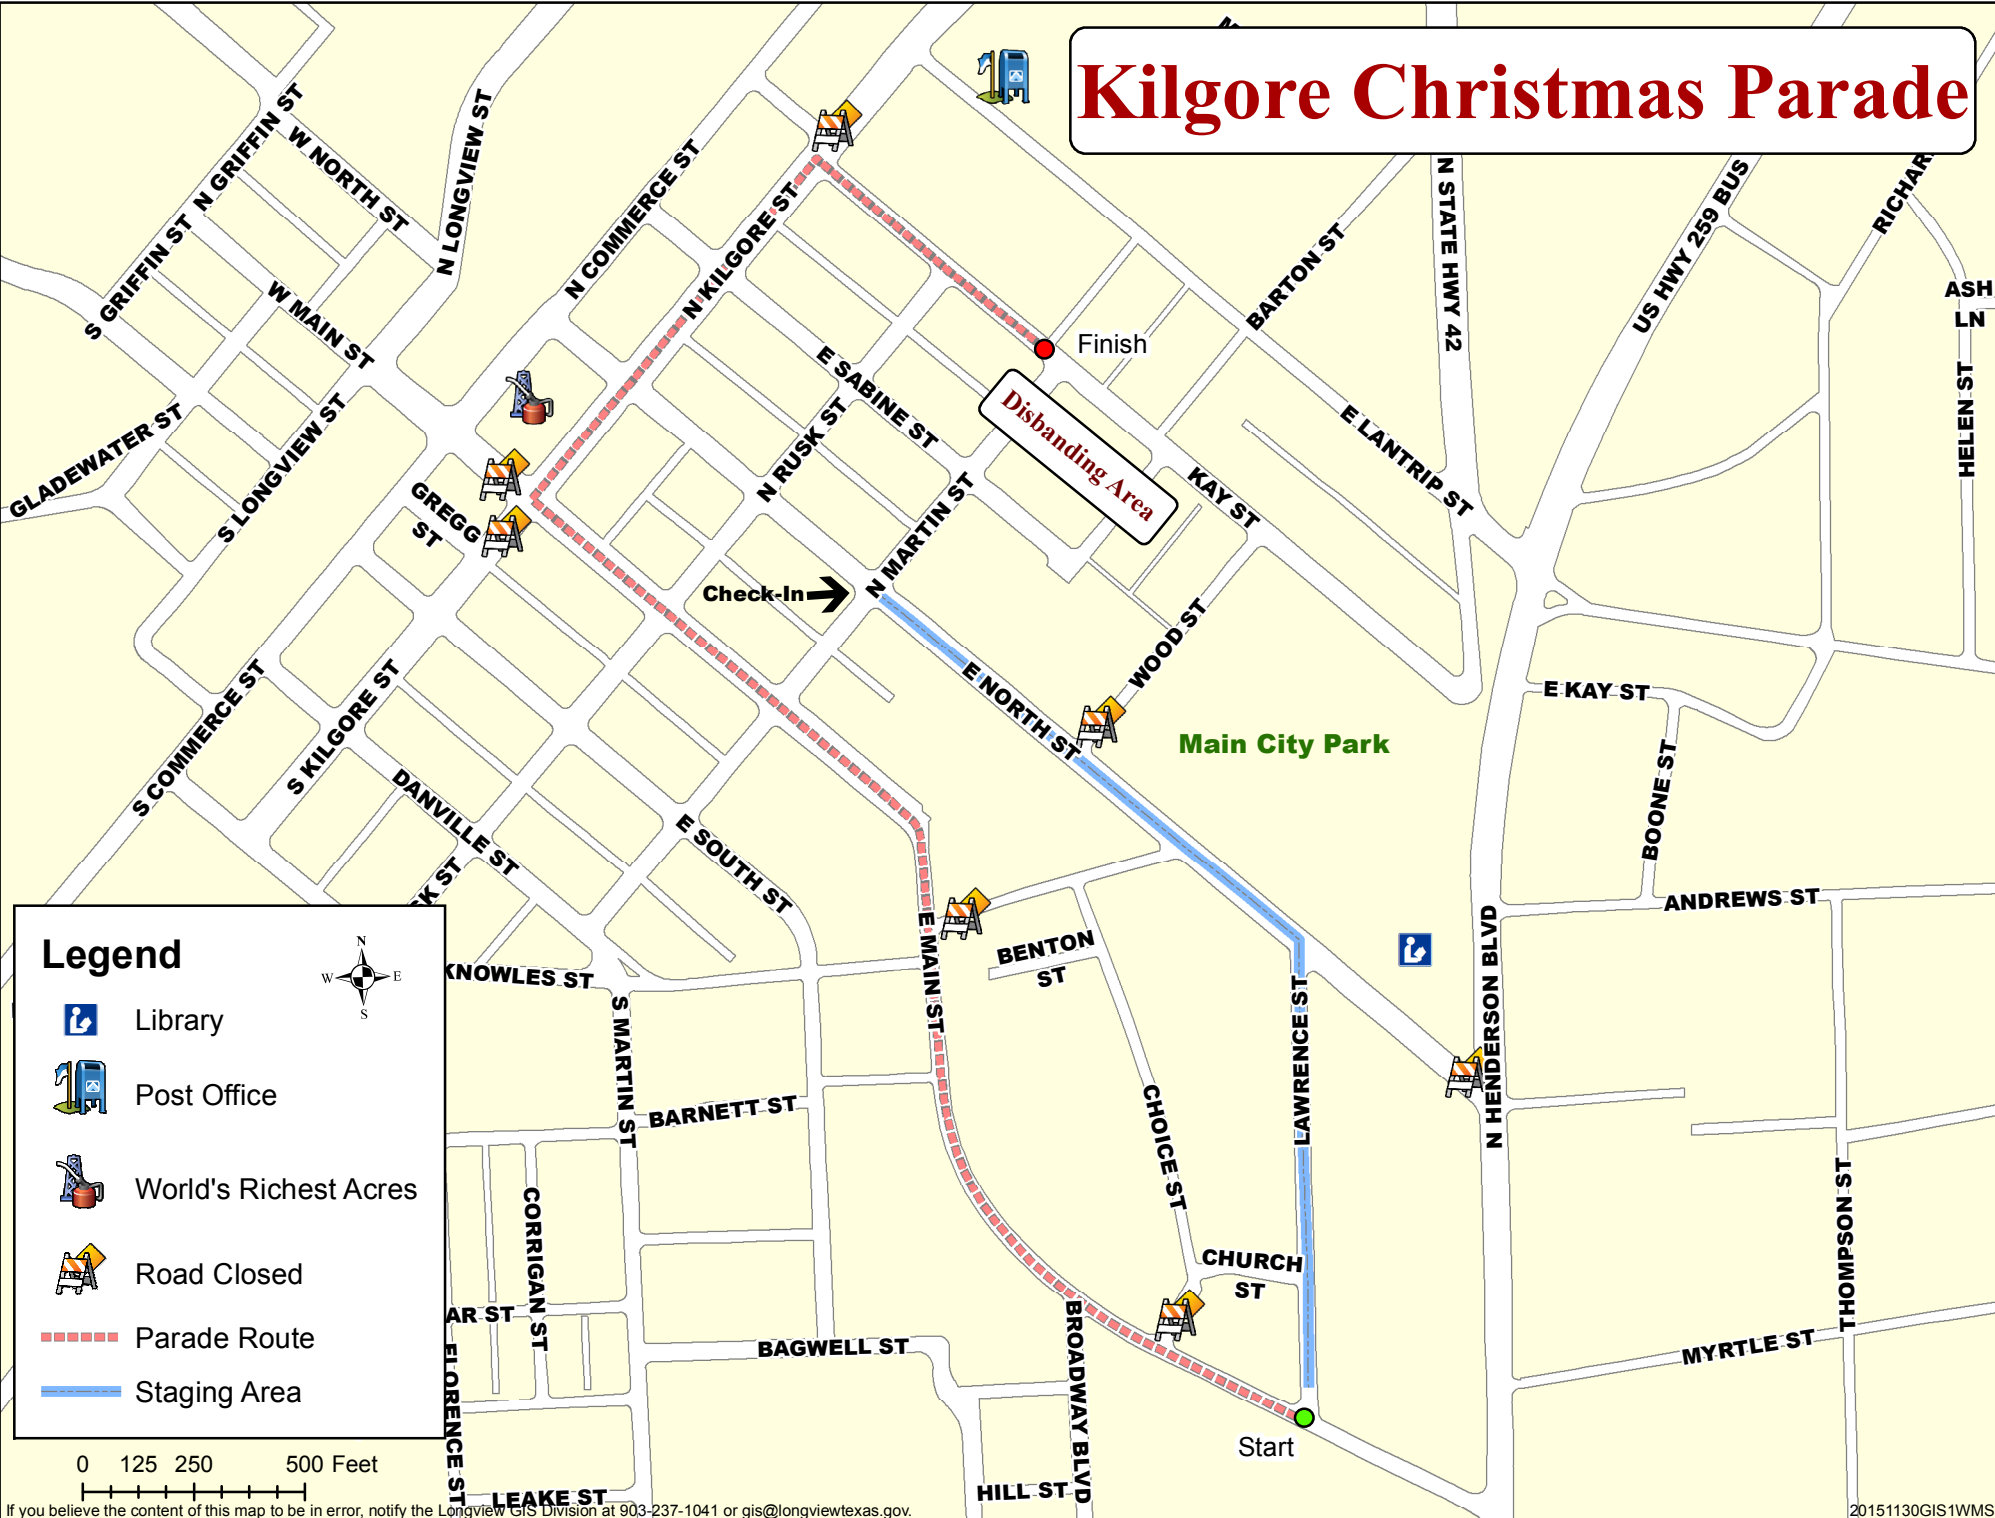 Kilgore Christmas Parade
N GRIFFIN ST
W NORTH ST
N LONGVIEW ST
N COMMERCE ST
N KILGORE ST
S GRIFFIN ST
W MAIN ST
GLADEWATER ST
S LONGVIEW ST
GREGG
ST
N STATE HWY 42
US HWY 259 BUS
RICHAR
BARTON ST
ASH
LN
HELEN ST
Finish
Disbanding Area
E SABINE ST
N RUSK ST
N MARTIN ST
KAY ST
E LANTRIP ST
Check-In
WOOD ST
E NORTH ST
Main City Park
E KAY ST
BOONE ST
ANDREWS ST
S COMMERCE ST
S KILGORE ST
DANVILLE ST
SK ST
E SOUTH ST
E MAIN ST
BENTON
ST
KNOWLES ST
S MARTIN ST
BARNETT ST
CHOICE ST
LAWRENCE ST
N HENDERSON BLVD
THOMPSON ST
CHURCH
ST
CORRIGAN ST
AR ST
FLORENCE ST
BAGWELL ST
BROADWAY BLVD
MYRTLE ST
Start
HILL ST
LEAKE ST
Legend
N
W E
S
Library
Post Office
World's Richest Acres
Road Closed
Parade Route
Staging Area
0 125 250 500 Feet
If you believe the content of this map to be in error, notify the Longview GIS Division at 903-237-1041 or gis@longviewtexas.gov.
20151130GIS1WMS